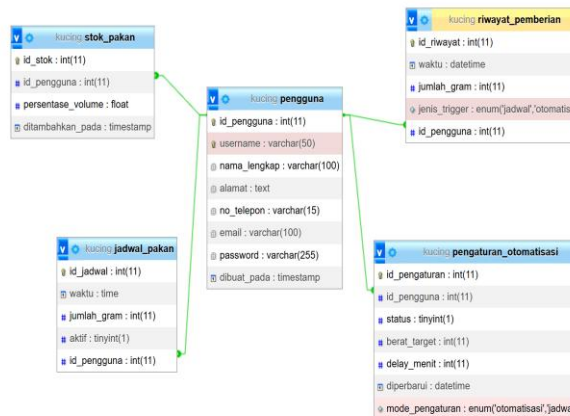 kucing stok_pakan
id_stok : int(11)
id_pengguna : int(11)
persentase_volume : float
ditambahkan_pada : timestamp
kucing pengguna
id_pengguna : int(11)
username : varchar(50)
nama_lengkap : varchar(100)
alamat : text
no_telepon : varchar(15)
email : varchar(100)
password : varchar(255)
dibuat_pada : timestamp
kucing riwayat_pemberian
id_riwayat : int(11)
waktu : datetime
jumlah_gram : int(11)
jenis_trigger : enum('jadwal','otomatis
id_pengguna : int(11)
kucing jadwal_pakan
id_jadwal : int(11)
waktu : time
jumlah_gram : int(11)
aktif : tinyint(1)
id_pengguna : int(11)
kucing pengaturan_otomatisasi
id_pengaturan : int(11)
id_pengguna : int(11)
status : tinyint(1)
berat_target : int(11)
delay_menit : int(11)
diperbarui : datetime
mode_pengaturan : enum('otomatisasi','jadwa